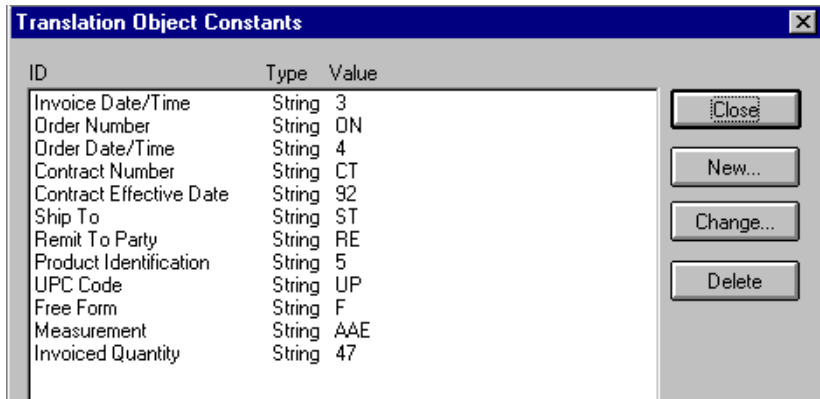 Translation Object Constants
ID Type Value
Invoice Date/Time String 3
Order Number String ON
Order Date/Time String 4
Contract Number String CT
Contract Effective Date String 92
Ship To String ST
Remit To Party String RE
Product Identification String 5
UPC Code String UP
Free Form String F
Measurement String AAE
Invoiced Quantity String 47
Close
New...
Change...
Delete